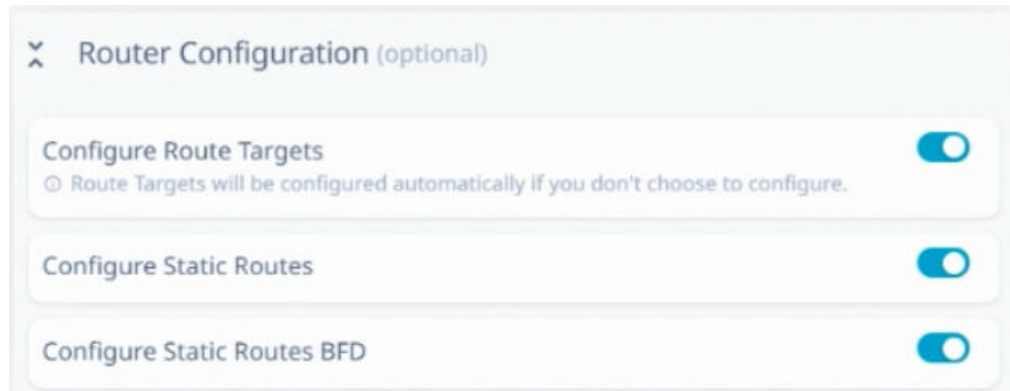 Router Configuration (optional)
Configure Route Targets
Route Targets will be configured automatically if you don't choose to configure.
Configure Static Routes
Configure Static Routes BFD